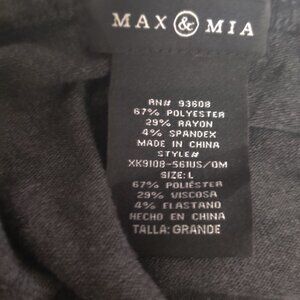 MAX & MIA
RN# 93608
67% POLYESTER
29% RAYON
4% SPANDEX
MADE IN CHINA
STYLE#
XK9108-561US/OM
SIZE: L
67% POLIÉSTER
29% VISCOSA
4% ELASTANO
HECHO EN CHINA
TALLA: GRANDE